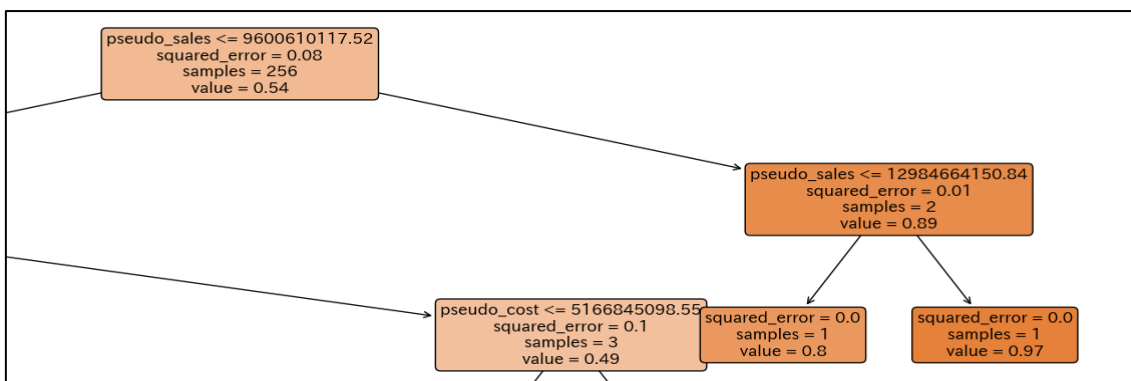 pseudo_sales <= 9600610117.52
squared_error = 0.08
samples = 256
value = 0.54
pseudo_sales <= 12984664150.84
squared_error = 0.01
samples = 2
value = 0.89
pseudo_cost <= 5166845098.55
squared_error = 0.1
samples = 3
value = 0.49
squared_error = 0.0
samples = 1
value = 0.8
squared_error = 0.0
samples = 1
value = 0.97